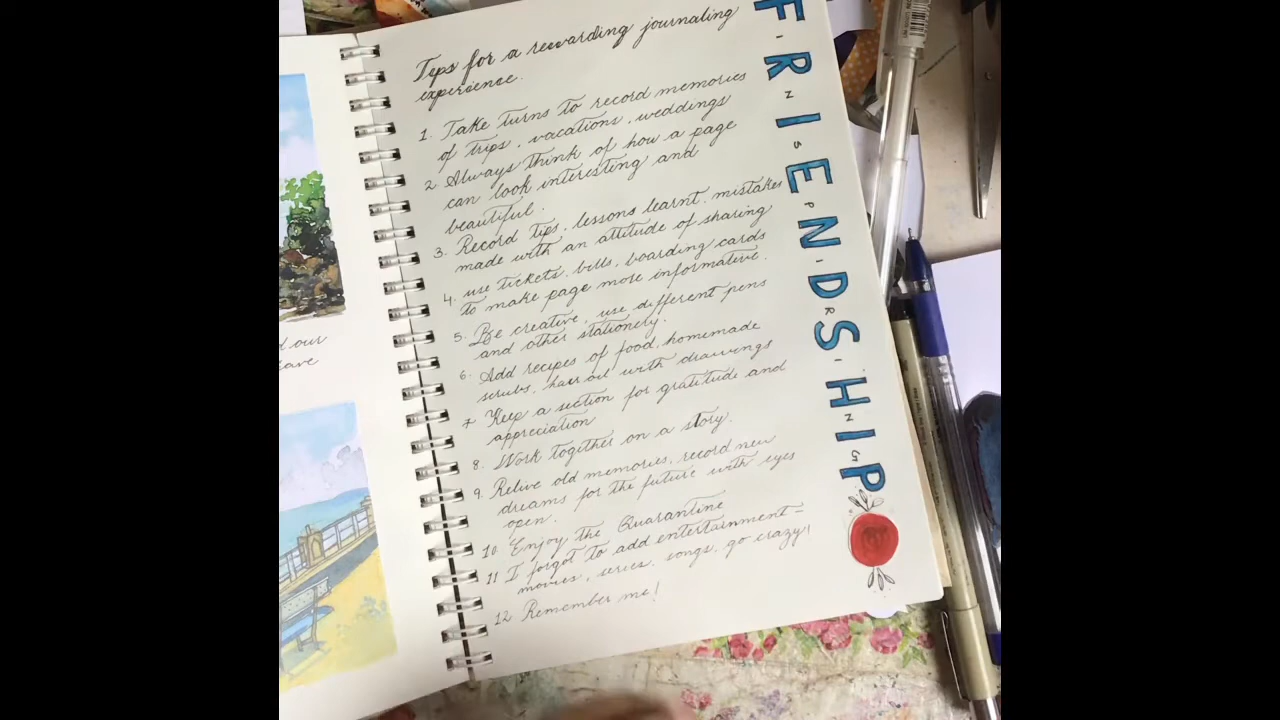 Tips for a rewarding journaling
experience.
1. Take turns to record memories
of trips, vacations, weddings
2 Always think of how a page
can look interesting and
beautiful.
3. Record tips, lessons learnt, mistakes
made with an attitude of sharing
4. use tickets, bills, boarding cards
to make page more informative.
5. Be creative, use different pens
and other stationery.
6. Add recipes of food, homemade
scrubs, hair oil with drawings
7 Keep a section for gratitude and
appreciation
8. Work together on a story.
9. Relive old memories, record new
dreams for the future with eyes
open.
10. Enjoy the Quarantine
11 I forgot to add entertainment-
movies, series, songs, go crazy!
12 Remember me!
F·R·I·E·N·D·S·H·I·P
N S P R I N G
d our
ave